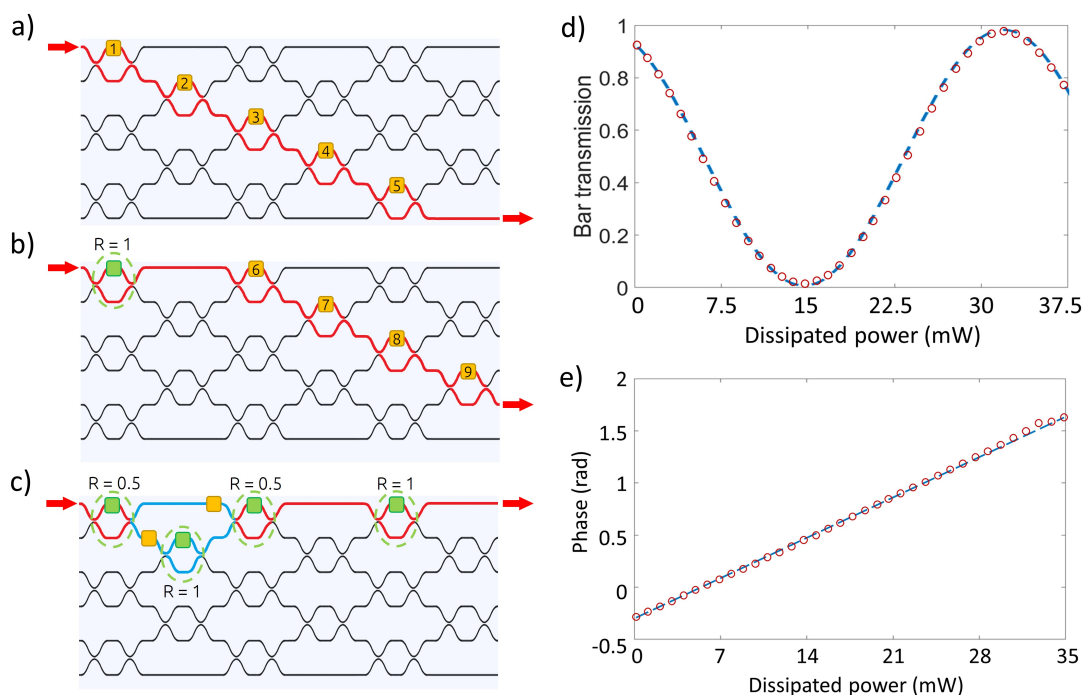 a)
1
2
3
4
5
b)
R = 1
6
7
8
9
c)
R = 0.5
R = 0.5
R = 1
R = 1
d)
Bar transmission
1
0.8
0.6
0.4
0.2
0
0
7.5
15
22.5
30
37.5
Dissipated power (mW)
e)
Phase (rad)
2
1.5
1
0.5
0
-0.5
0
7
14
21
28
35
Dissipated power (mW)